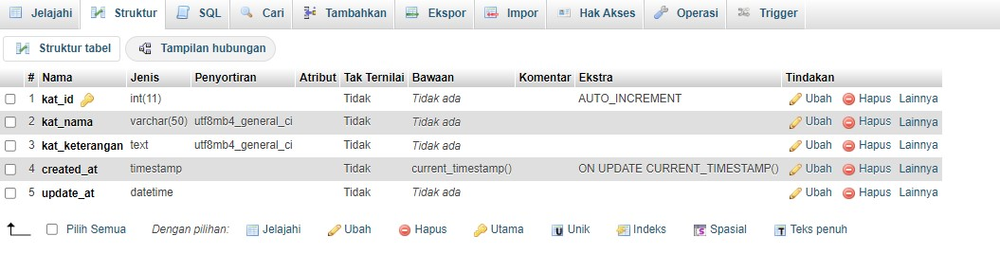 Jelajahi Struktur SQL Cari Tambahkan Ekspor Impor Hak Akses Operasi Trigger
Struktur tabel Tampilan hubungan
# Nama Jenis Penyortiran Atribut Tak Ternilai Bawaan Komentar Ekstra Tindakan
1 kat_id int(11) Tidak Tidak ada AUTO_INCREMENT Ubah Hapus Lainnya
2 kat_nama varchar(50) utf8mb4_general_ci Tidak Tidak ada Ubah Hapus Lainnya
3 kat_keterangan text utf8mb4_general_ci Tidak Tidak ada Ubah Hapus Lainnya
4 created_at timestamp Tidak current_timestamp() ON UPDATE CURRENT_TIMESTAMP() Ubah Hapus Lainnya
5 update_at datetime Tidak Tidak ada Ubah Hapus Lainnya
Pilih Semua Dengan pilihan: Jelajahi Ubah Hapus Utama Unik Indeks Spasial Teks penuh